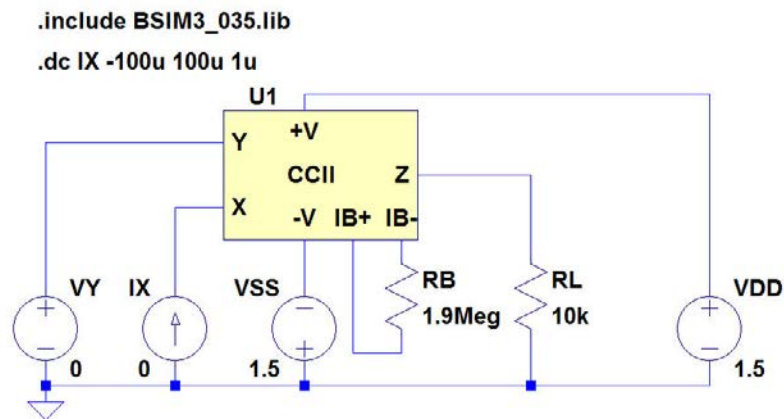 .include BSIM3_035.lib
.dc IX -100u 100u 1u
U1
+V
Y
CCII
Z
X
-V IB+ IB-
VY
IX
VSS
RB
1.9Meg
RL
10k
VDD
0
0
1.5
1.5